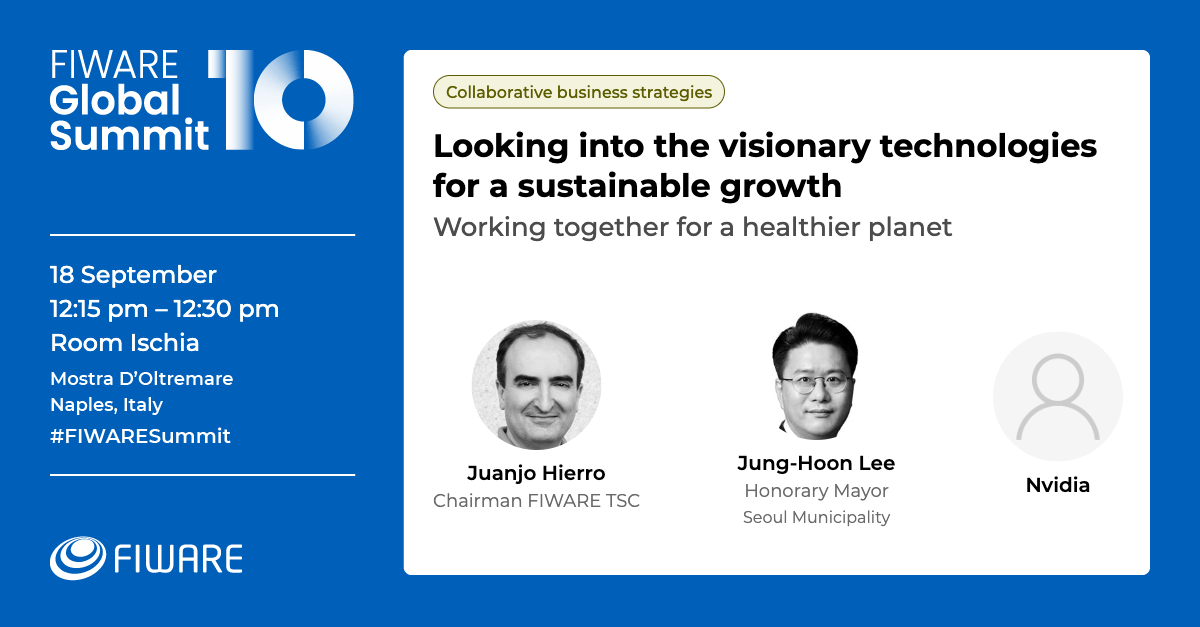 FIWARE
Global
Summit
10
18 September
12:15 pm – 12:30 pm
Room Ischia
Mostra D’Oltremare
Naples, Italy
#FIWARESummit
FIWARE
Collaborative business strategies
Looking into the visionary technologies
for a sustainable growth
Working together for a healthier planet
Juanjo Hierro
Chairman FIWARE TSC
Jung-Hoon Lee
Honorary Mayor
Seoul Municipality
Nvidia